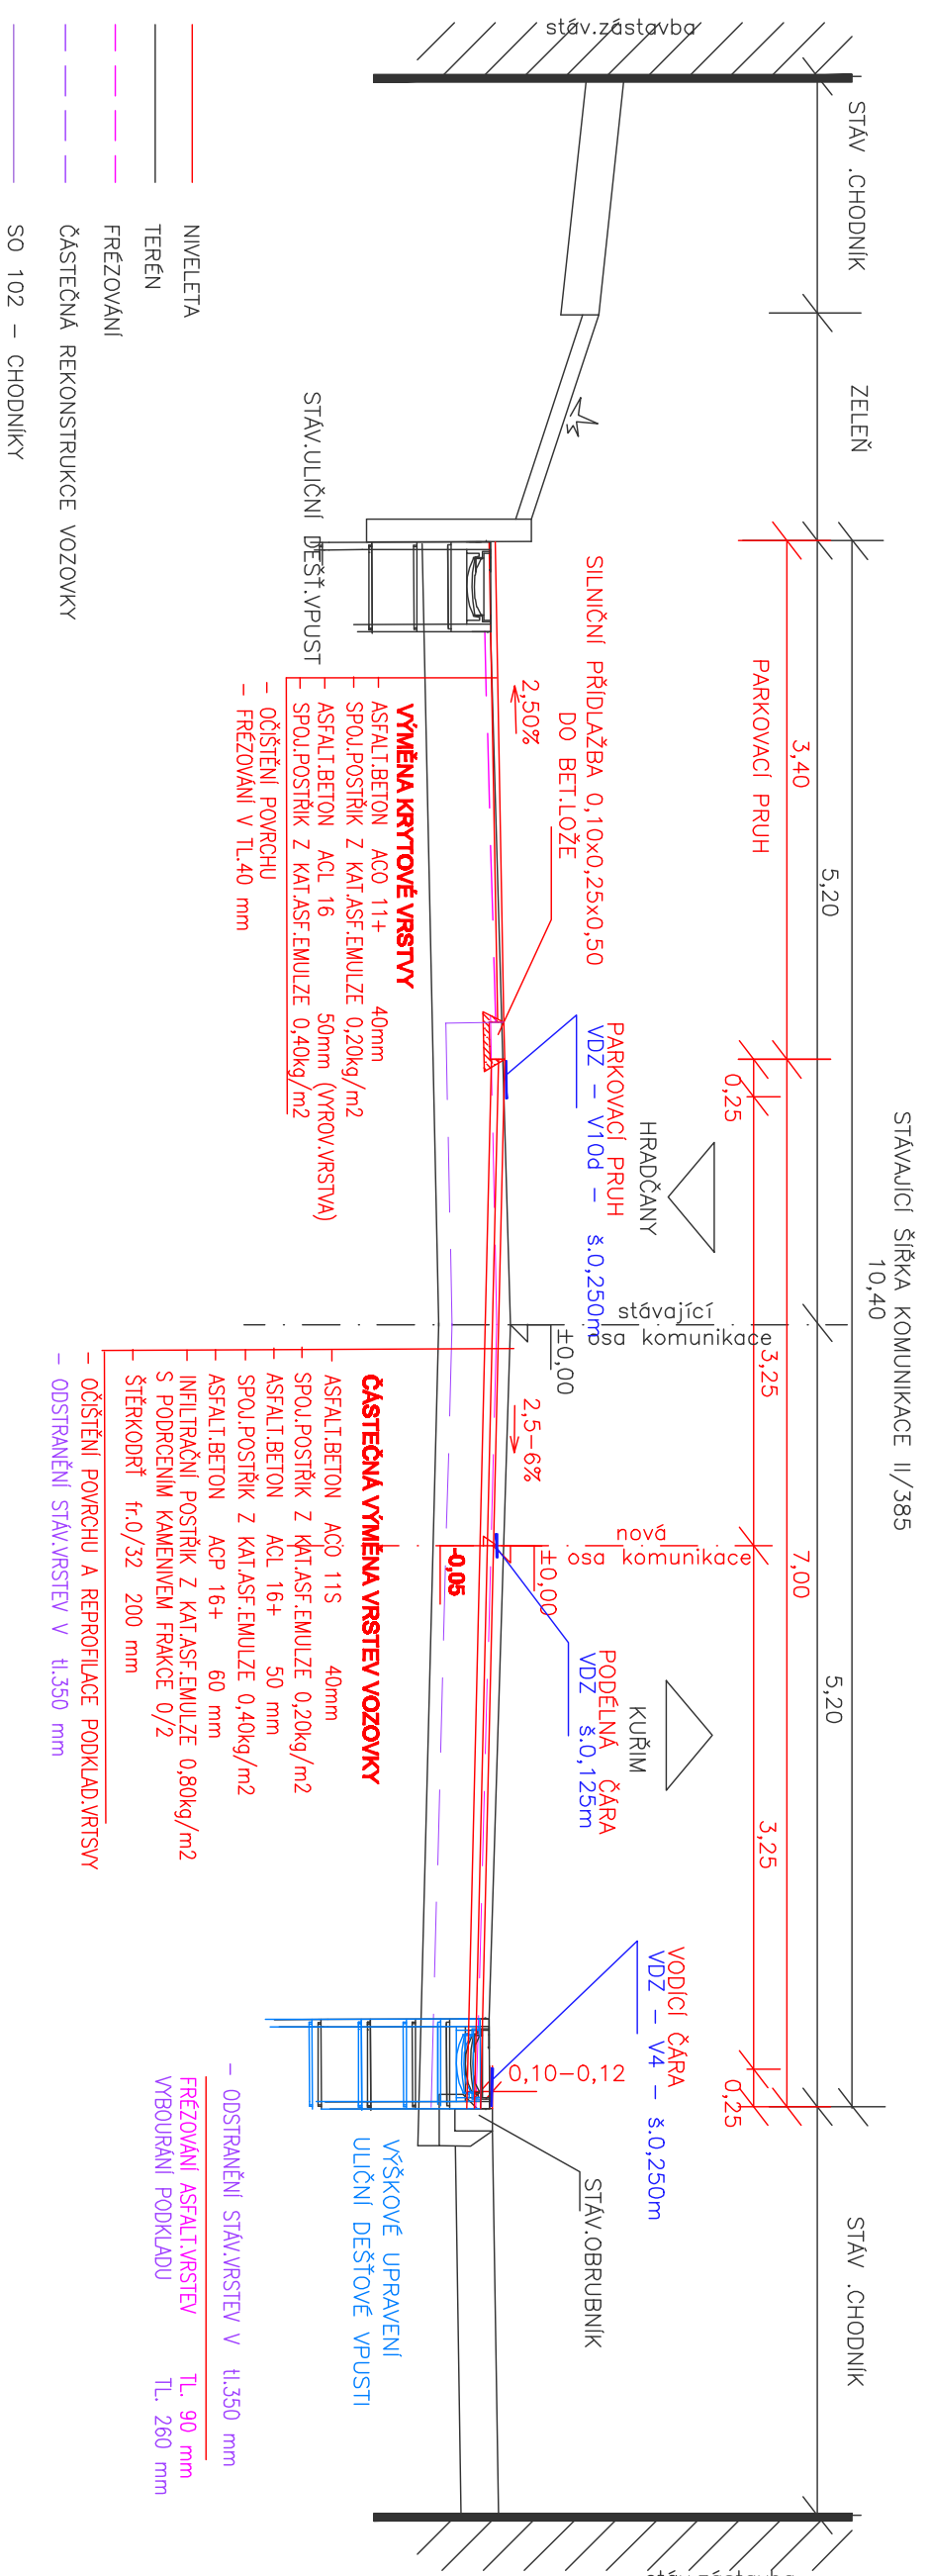 STÁVAJÍCÍ ŠÍŘKA KOMUNIKACE II/385
10,40
STÁV .CHODNÍK
ZELEŇ
5,20
5,20
STÁV .CHODNÍK
3,40
7,00
PARKOVACÍ PRUH
0,25
3,25
3,25
0,25
stáv.zástavba
HRADČANY
KUŘIM
stávající
osa komunikace
nová
osa komunikace
±0,00
±0,00
-0,05
SILNIČNÍ PŘÍDLAŽBA 0,10x0,25x0,50
DO BET.LOŽE
PARKOVACÍ PRUH
VDZ – V10d – š.0,250m
PODÉLNÁ ČÁRA
VDZ š.0,125m
VODÍCÍ ČÁRA
VDZ – V4 – š.0,250m
2,50%
2,5-6%
0,10-0,12
STÁV.OBRUBNÍK
STÁV.ULIČNÍ DEŠŤ.VPUST
VÝMĚNA KRYTOVÉ VRSTVY
ASFALT.BETON ACO 11+ 40mm
SPOJ.POSTŘIK Z KAT.ASF.EMULZE 0,20kg/m2
ASFALT.BETON ACL 16 50mm (VYROV.VRSTVA)
SPOJ.POSTŘIK Z KAT.ASF.EMULZE 0,40kg/m2
– OČIŠTĚNÍ POVRCHU
– FRÉZOVÁNÍ V TL.40 mm
ČÁSTEČNÁ VÝMĚNA VRSTEV VOZOVKY
ASFALT.BETON ACO 11S 40mm
SPOJ.POSTŘIK Z KAT.ASF.EMULZE 0,20kg/m2
ASFALT.BETON ACL 16+ 50 mm
SPOJ.POSTŘIK Z KAT.ASF.EMULZE 0,40kg/m2
ASFALT.BETON ACP 16+ 60 mm
INFILTRAČNÍ POSTŘIK Z KAT.ASF.EMULZE 0,80kg/m2
S PODRCENÍM KAMENIVEM FRAKCE 0/2
ŠTĚRKODRŤ fr.0/32 200 mm
– OČIŠTĚNÍ POVRCHU A REPROFILACE PODKLAD.VRTSVY
– ODSTRANĚNÍ STÁV.VRSTEV V tl.350 mm
VÝŠKOVÉ UPRAVENÍ
ULIČNÍ DEŠŤOVÉ VPUSTI
– ODSTRANĚNÍ STÁV.VRSTEV V tl.350 mm
FRÉZOVÁNÍ ASFALT.VRSTEV TL. 90 mm
VYBOURÁNÍ PODKLADU TL. 260 mm
NIVELETA
TERÉN
FRÉZOVÁNÍ
ČÁSTEČNÁ REKONSTRUKCE VOZOVKY
SO 102 – CHODNÍKY